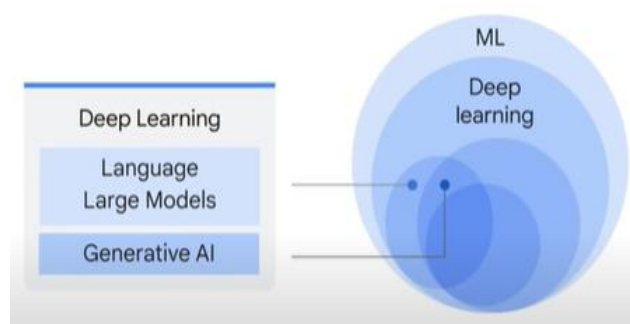 Deep Learning
Language
Large Models
Generative AI
ML
Deep
learning